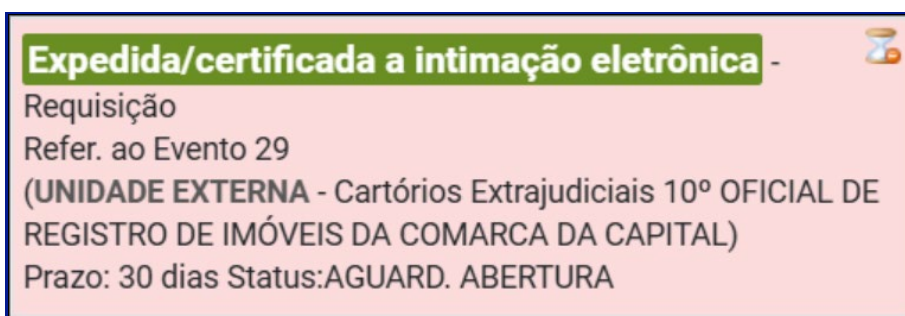 Expedida/certificada a intimação eletrônica -
Requisição
Refer. ao Evento 29
(UNIDADE EXTERNA - Cartórios Extrajudiciais 10º OFICIAL DE
REGISTRO DE IMÓVEIS DA COMARCA DA CAPITAL)
Prazo: 30 dias Status:AGUARD. ABERTURA